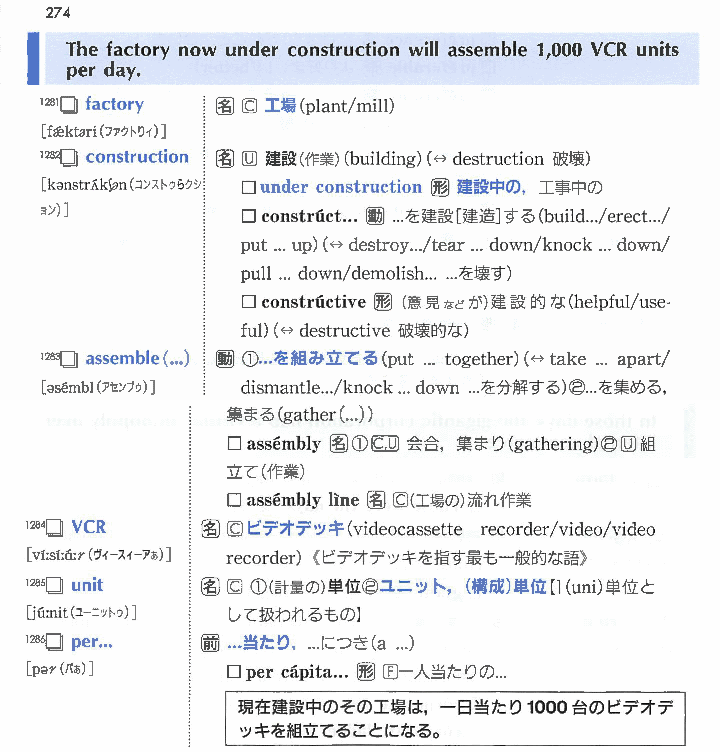 274
The factory now under construction will assemble 1,000 VCR units
per day.
1281□ factory 名 C 工場(plant/mill)
[fǽktəri(ファクトリィ)]
1282□ construction 名 U 建設(作業)(building)(↔ destruction 破壊)
[kənstrʌ́kʃən(コンストゥらクシ □ under construction 形 建設中の，工事中の
ョン)] □ constrúct... 動 ...を建設[建造]する(build.../erect.../
put ... up)(↔ destroy.../tear ... down/knock ... down/
pull ... down/demolish... ...を壊す)
□ constrúctive 形 (意見などが)建設的な(helpful/use-
ful)(↔ destructive 破壊的な)
1283□ assemble(...) 動 ①...を組み立てる(put ... together)(↔ take ... apart/
[əsémbl(アセンブゥ)] dismantle.../knock ... down ...を分解する)②...を集める，
集まる(gather(...))
□ assémbly 名①C,U 会合，集まり(gathering)②U組
立て(作業)
□ assémbly lìne 名 C(工場の)流れ作業
1284□ VCR 名 Cビデオデッキ(videocassette recorder/video/video
[víːsíːɑ́ːr(ヴィースィーアぁ)] recorder)《ビデオデッキを指す最も一般的な語》
1285□ unit 名 C ①(計量の)単位②ユニット，(構成)単位【1(uni)単位と
[júːnit(ユーニットゥ)] して扱われるもの】
1286□ per... 前 ...当たり，...につき(a ...)
[pər(パぁ)] □ per cápita... 形 F一人当たりの...
現在建設中のその工場は，一日当たり1000台のビデオデ
ッキを組立てることになる。